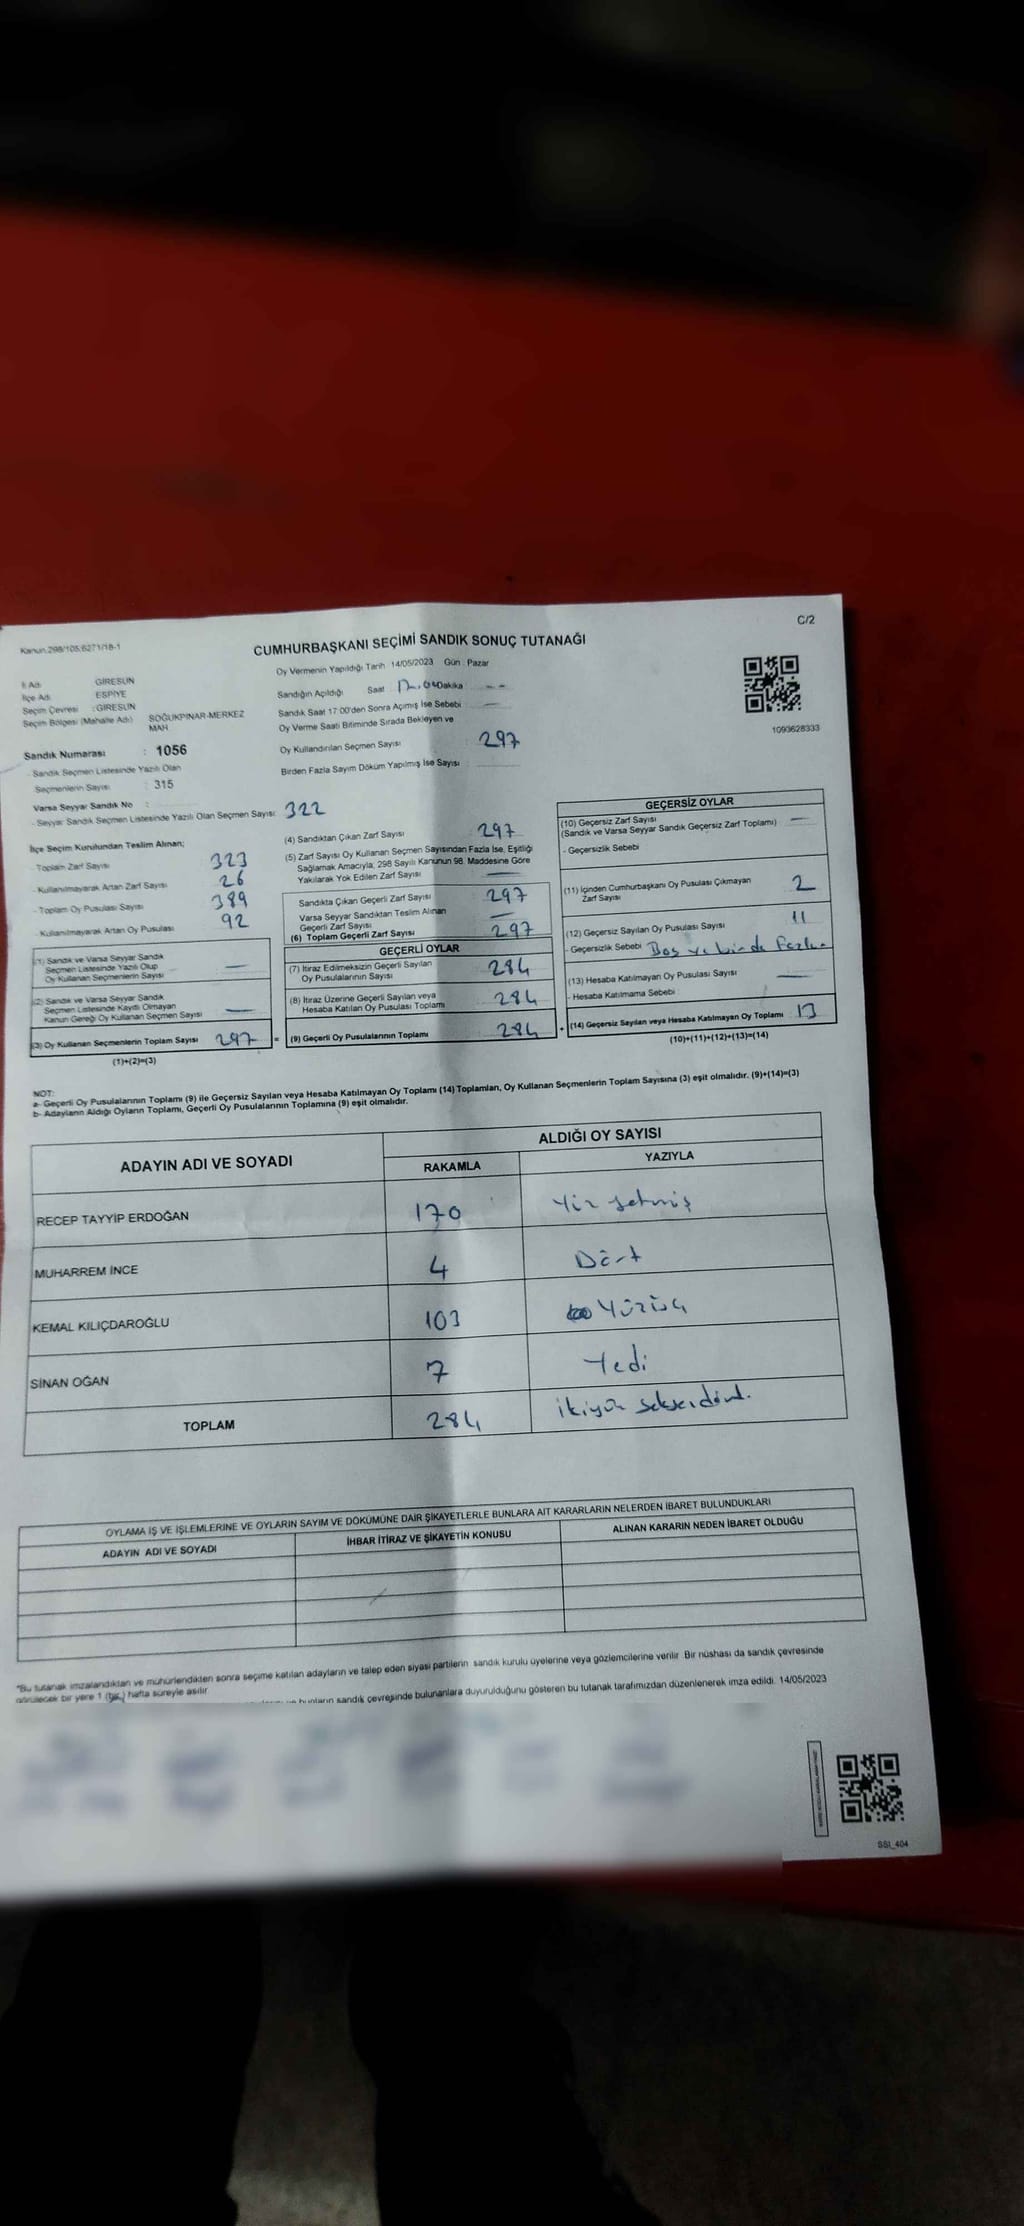 C/2
Kanun.298/105;6271/18-1
CUMHURBAŞKANI SEÇİMİ SANDIK SONUÇ TUTANAĞI
Oy Vermenin Yapıldığı Tarih 14/05/2023 Gün : Pazar
İl Adı GİRESUN
İlçe Adı ESPİYE
Seçim Çevresi :GİRESUN
Seçim Bölgesi (Mahalle Adı) SOĞUKPINAR-MERKEZ MAH
Sandığın Açıldığı Saat Dakika : --
Sandık Saat 17:00'den Sonra Açılmış İse Sebebi : —
Oy Verme Saati Bitiminde Sırada Bekleyen ve
Oy Kullandırılan Seçmen Sayısı : 297
Birden Fazla Sayım Döküm Yapılmış İse Sayısı :
1093628333
Sandık Numarası : 1056
- Sandık Seçmen Listesinde Yazılı Olan
Seçmenlerin Sayısı : 315
Varsa Seyyar Sandık No :
- Seyyar Sandık Seçmen Listesinde Yazılı Olan Seçmen Sayısı: 322
İlçe Seçim Kurulundan Teslim Alınan;
- Toplam Zarf Sayısı 323
- Kullanılmayarak Artan Zarf Sayısı 26
- Toplam Oy Pusulası Sayısı 389
- Kullanılmayarak Artan Oy Pusulası 92
(1) Sandık ve Varsa Seyyar Sandık
Seçmen Listesinde Yazılı Olup
Oy Kullanan Seçmenlerin Sayısı —
(2) Sandık ve Varsa Seyyar Sandık
Seçmen Listesinde Kaydı Olmayan
Kanun Gereği Oy Kullanan Seçmen Sayısı —
(3) Oy Kullanan Seçmenlerin Toplam Sayısı 297 =
(1)+(2)=(3)
(4) Sandıktan Çıkan Zarf Sayısı 297
(5) Zarf Sayısı Oy Kullanan Seçmen Sayısından Fazla İse, Eşitliği
Sağlamak Amacıyla, 298 Sayılı Kanunun 98. Maddesine Göre
Yakılarak Yok Edilen Zarf Sayısı —
Sandıkta Çıkan Geçerli Zarf Sayısı 297
Varsa Seyyar Sandıktan Teslim Alınan
Geçerli Zarf Sayısı —
(6) Toplam Geçerli Zarf Sayısı 297
GEÇERLİ OYLAR
(7) İtiraz Edilmeksizin Geçerli Sayılan
Oy Pusulalarının Sayısı 284
(8) İtiraz Üzerine Geçerli Sayılan veya
Hesaba Katılan Oy Pusulası Toplamı 284
(9) Geçerli Oy Pusulalarının Toplamı 284 +
GEÇERSİZ OYLAR
(10) Geçersiz Zarf Sayısı —
(Sandık ve Varsa Seyyar Sandık Geçersiz Zarf Toplamı)
- Geçersizlik Sebebi
(11) İçinden Cumhurbaşkanı Oy Pusulası Çıkmayan
Zarf Sayısı 2
(12) Geçersiz Sayılan Oy Pusulası Sayısı 11
- Geçersizlik Sebebi Boş ve birde fazla
(13) Hesaba Katılmayan Oy Pusulası Sayısı —
- Hesaba Katılmama Sebebi :
(14) Geçersiz Sayılan veya Hesaba Katılmayan Oy Toplamı 13
(10)+(11)+(12)+(13)=(14)
NOT:
a- Geçerli Oy Pusulalarının Toplamı (9) ile Geçersiz Sayılan veya Hesaba Katılmayan Oy Toplamı (14) Toplamları, Oy Kullanan Seçmenlerin Toplam Sayısına (3) eşit olmalıdır. (9)+(14)=(3)
b- Adayların Aldığı Oyların Toplamı, Geçerli Oy Pusulalarının Toplamına (9) eşit olmalıdır.
ADAYIN ADI VE SOYADI ALDIĞI OY SAYISI
RAKAMLA YAZIYLA
RECEP TAYYİP ERDOĞAN 170 Yüz yetmiş
MUHARREM İNCE 4 Dört
KEMAL KILIÇDAROĞLU 103 Yüzüç
SİNAN OĞAN 7 Yedi
TOPLAM 284 ikiyüz seksendört.
OYLAMA İŞ VE İŞLEMLERİNE VE OYLARIN SAYIM VE DÖKÜMÜNE DAİR ŞİKAYETLERLE BUNLARA AİT KARARLARIN NELERDEN İBARET BULUNDUKLARI
ADAYIN ADI VE SOYADI İHBAR İTİRAZ VE ŞİKAYETİN KONUSU ALINAN KARARIN NEDEN İBARET OLDUĞU
*Bu tutanak imzalandıktan ve mühürlendikten sonra seçime katılan adayların ve talep eden siyasi partilerin sandık kurulu üyelerine veya gözlemcilerine verilir. Bir nüshası da sandık çevresinde
görülecek bir yere 1 (bir) hafta süreyle asılır.
ve bunların sandık çevresinde bulunanlara duyurulduğunu gösteren bu tutanak tarafımızdan düzenlenerek imza edildi. 14/05/2023
SSI_404